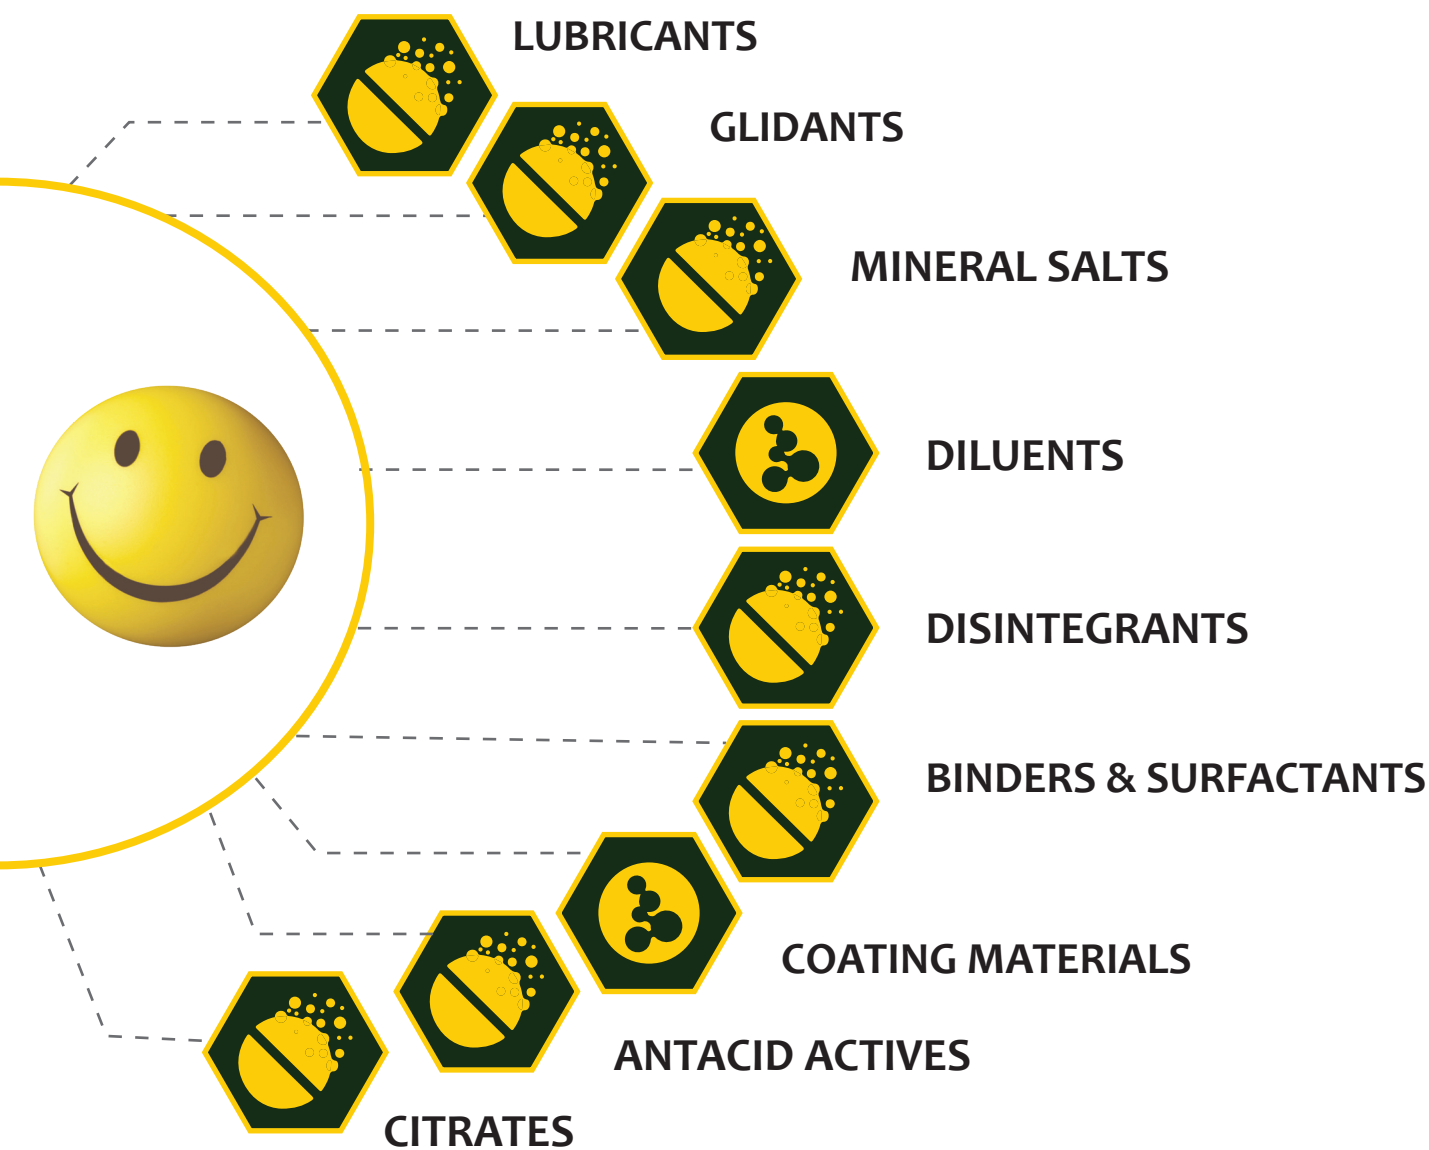 LUBRICANTS
GLIDANTS
MINERAL SALTS
DILUENTS
DISINTEGRANTS
BINDERS & SURFACTANTS
COATING MATERIALS
ANTACID ACTIVES
CITRATES